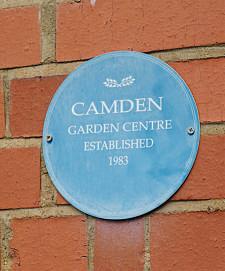 CAMDEN
GARDEN CENTRE
ESTABLISHED
1983